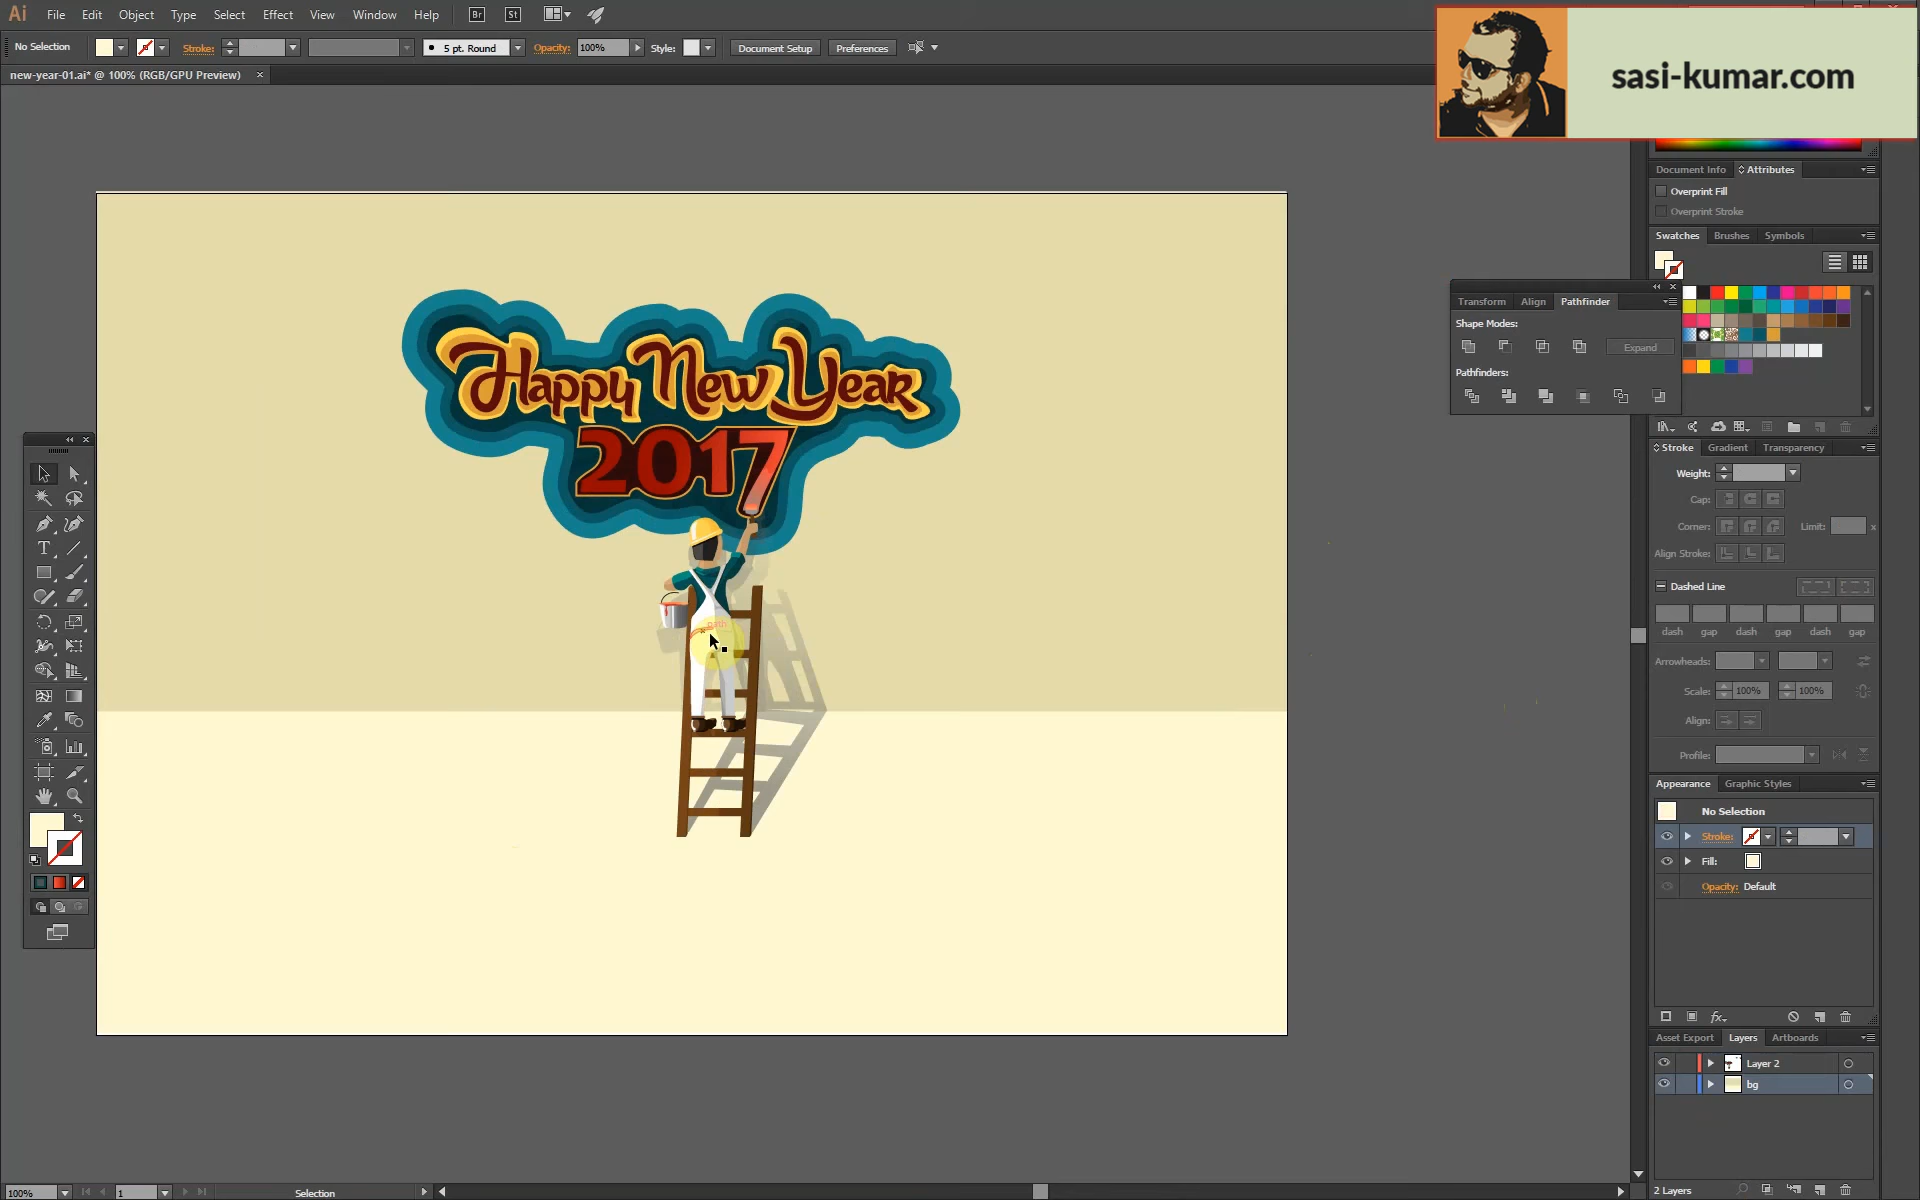 Ai File Edit Object Type Select Effect View Window Help Br St
No Selection Stroke: 5 pt. Round Opacity: 100% Style: Document Setup Preferences
new-year-01.ai* @ 100% (RGB/GPU Preview) ×
sasi-kumar.com
Document Info Attributes
Overprint Fill
Overprint Stroke
Swatches Brushes Symbols
Transform Align Pathfinder
Shape Modes:
Expand
Pathfinders:
Happy New Year
2017
path
T
Stroke Gradient Transparency
Weight:
Cap:
Corner: Limit: x
Align Stroke:
Dashed Line
dash gap dash gap dash gap
Arrowheads:
Scale: 100% 100%
Align:
Profile:
Appearance Graphic Styles
No Selection
Stroke:
Fill:
Opacity: Default
fx
Asset Export Layers Artboards
Layer 2
bg
2 Layers
100% 1 Selection